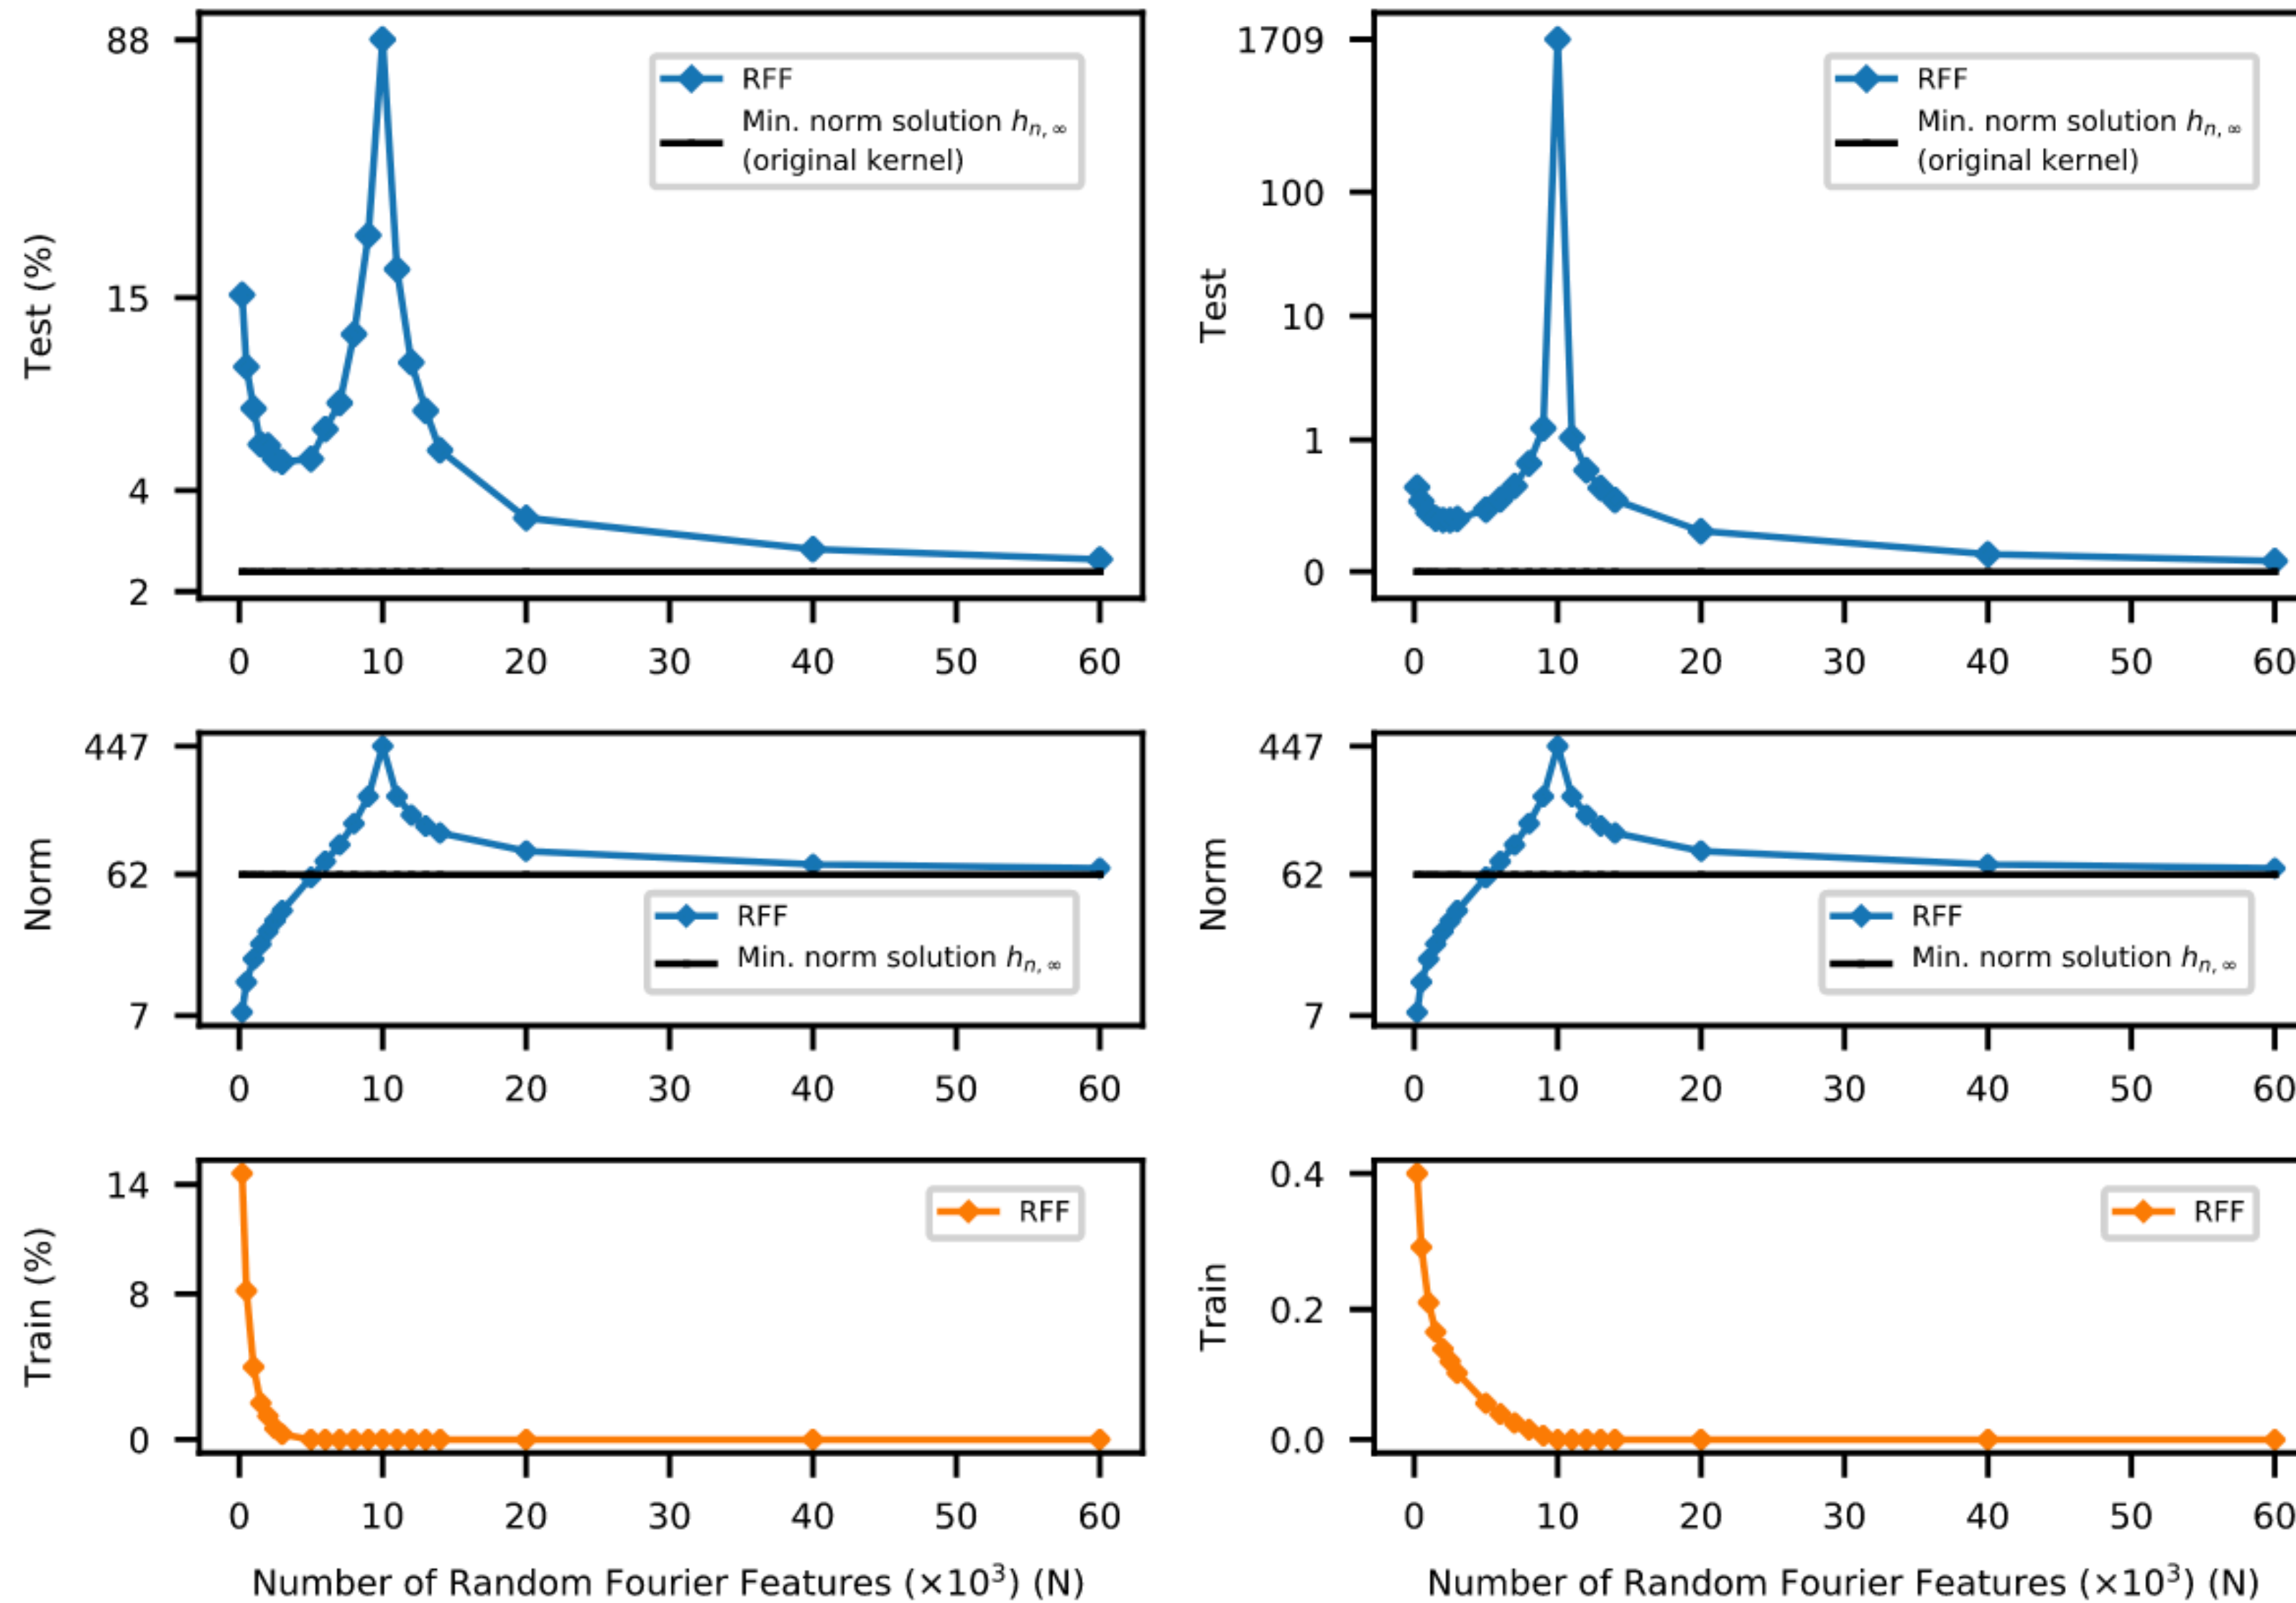 88
15
4
2
Test (%)
RFF
Min. norm solution h_{n,∞}
(original kernel)
0 10 20 30 40 50 60
1709
100
10
1
0
Test
RFF
Min. norm solution h_{n,∞}
(original kernel)
0 10 20 30 40 50 60
447
62
7
Norm
RFF
Min. norm solution h_{n,∞}
0 10 20 30 40 50 60
447
62
7
Norm
RFF
Min. norm solution h_{n,∞}
0 10 20 30 40 50 60
14
8
0
Train (%)
RFF
0 10 20 30 40 50 60
Number of Random Fourier Features (×10³) (N)
0.4
0.2
0.0
Train
RFF
0 10 20 30 40 50 60
Number of Random Fourier Features (×10³) (N)